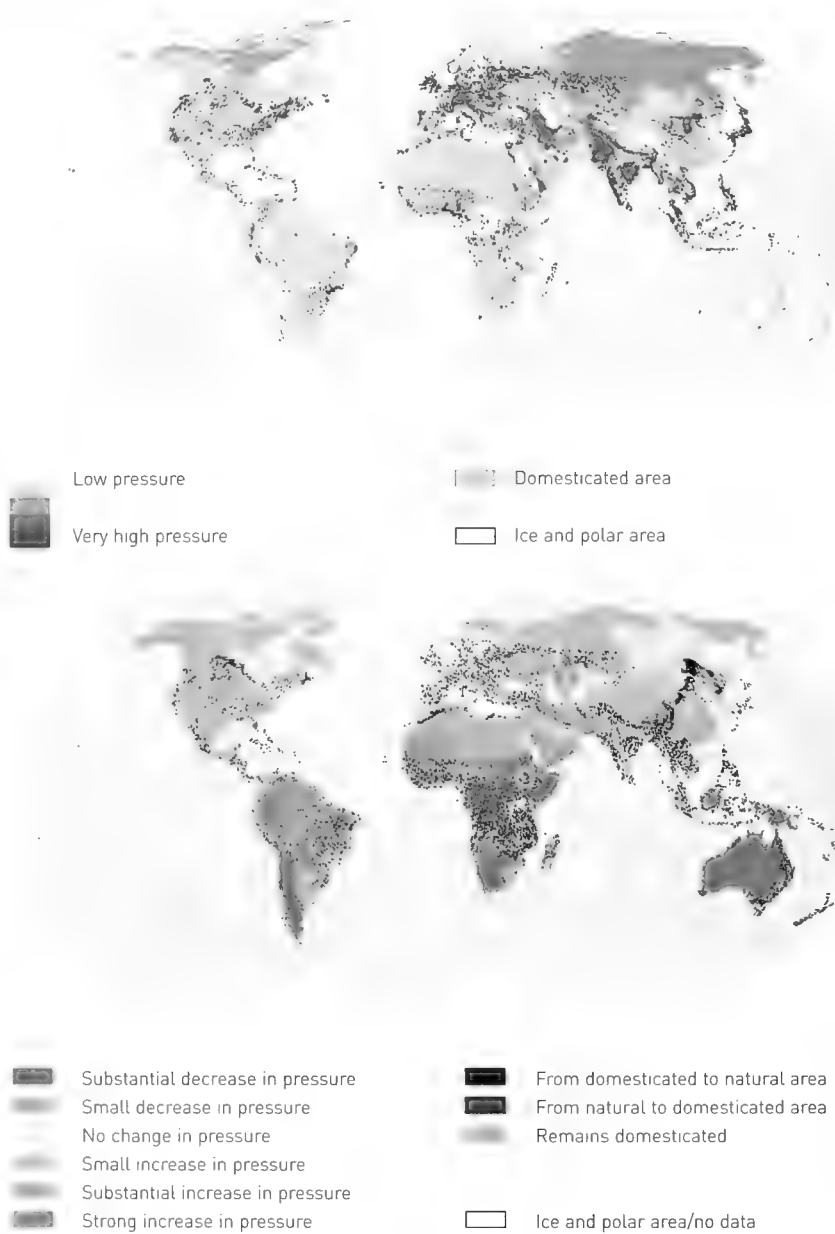 Low pressure
Very high pressure
Domesticated area
Ice and polar area
Substantial decrease in pressure
Small decrease in pressure
No change in pressure
Small increase in pressure
Substantial increase in pressure
Strong increase in pressure
From domesticated to natural area
From natural to domesticated area
Remains domesticated
Ice and polar area/no data